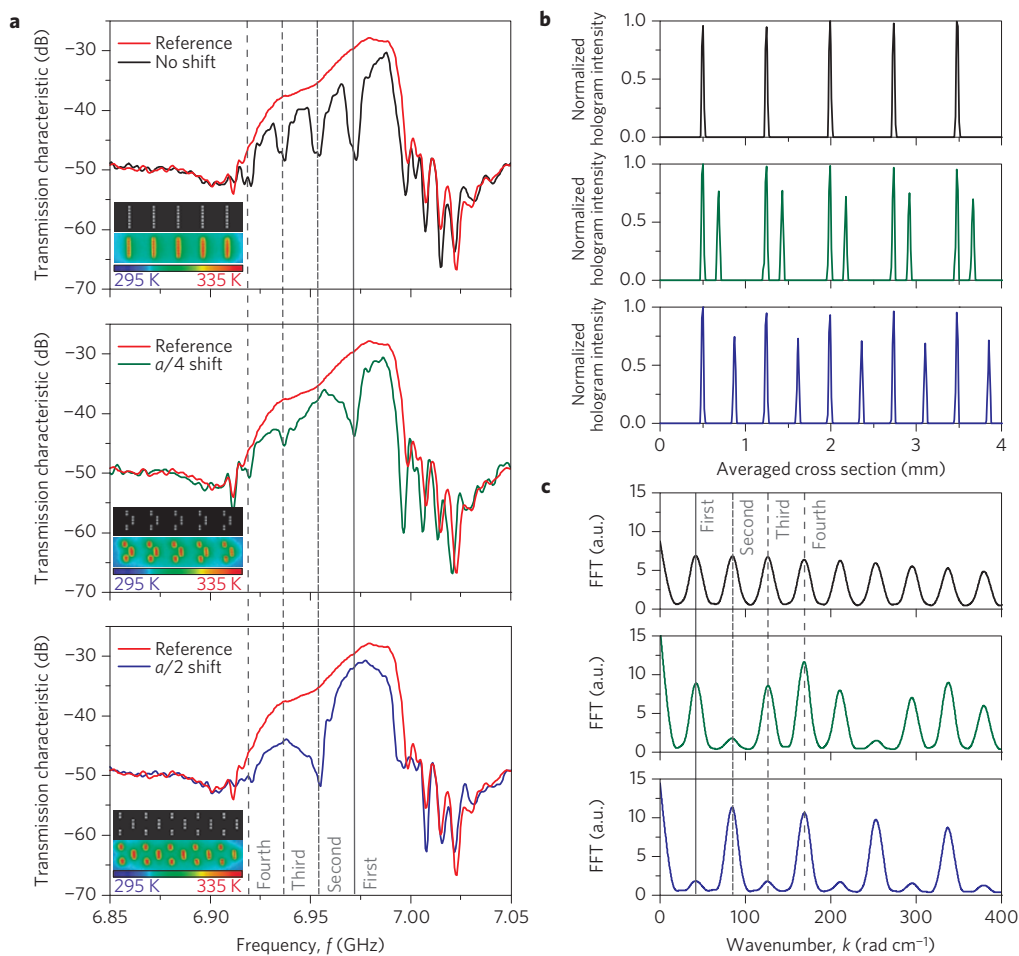 a
Transmission characteristic (dB)
−30
−40
−50
−60
−70
Reference
No shift
295 K 335 K
Transmission characteristic (dB)
−30
−40
−50
−60
−70
Reference
a/4 shift
295 K 335 K
Transmission characteristic (dB)
−30
−40
−50
−60
−70
Reference
a/2 shift
295 K 335 K
Fourth
Third
Second
First
6.85 6.90 6.95 7.00 7.05
Frequency, f (GHz)
b
Normalized
hologram intensity
1.0
0.5
0.0
Normalized
hologram intensity
1.0
0.5
0.0
Normalized
hologram intensity
1.0
0.5
0.0
0 1 2 3 4
Averaged cross section (mm)
c
FFT (a.u.)
15
10
5
0
First
Second
Third
Fourth
FFT (a.u.)
15
10
5
0
FFT (a.u.)
15
10
5
0
0 100 200 300 400
Wavenumber, k (rad cm⁻¹)